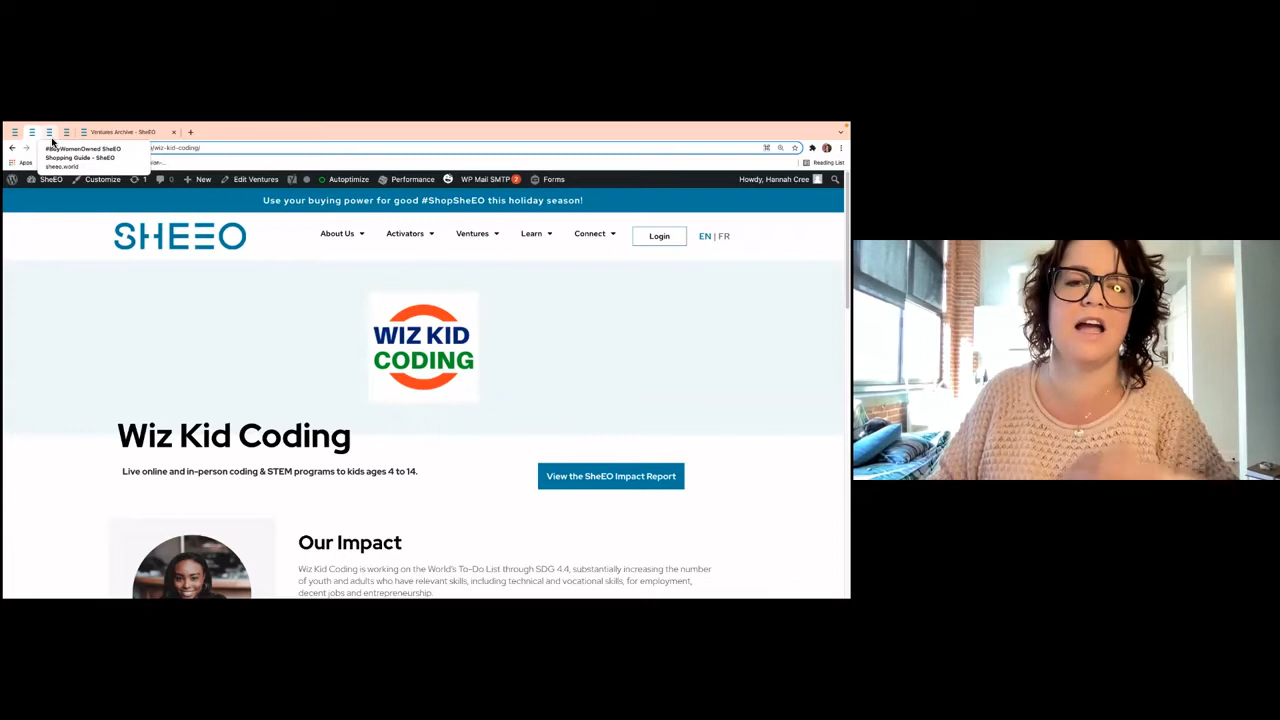 Ventures Archive - SheEO
/wiz-kid-coding/
#BuyWomenOwned SheEO
Shopping Guide - SheEO
sheeo.world
Apps
Reading List
SheEO
Customize
1
0
New
Edit Ventures
Autoptimize
Performance
WP Mail SMTP 2
Forms
Howdy, Hannah Cree
Use your buying power for good #ShopSheEO this holiday season!
SHEEO
About Us
Activators
Ventures
Learn
Connect
Login
EN | FR
WIZ KID
CODING
Wiz Kid Coding
Live online and in-person coding & STEM programs to kids ages 4 to 14.
View the SheEO Impact Report
Our Impact
Wiz Kid Coding is working on the World's To-Do List through SDG 4.4, substantially increasing the number
of youth and adults who have relevant skills, including technical and vocational skills, for employment,
decent jobs and entrepreneurship.